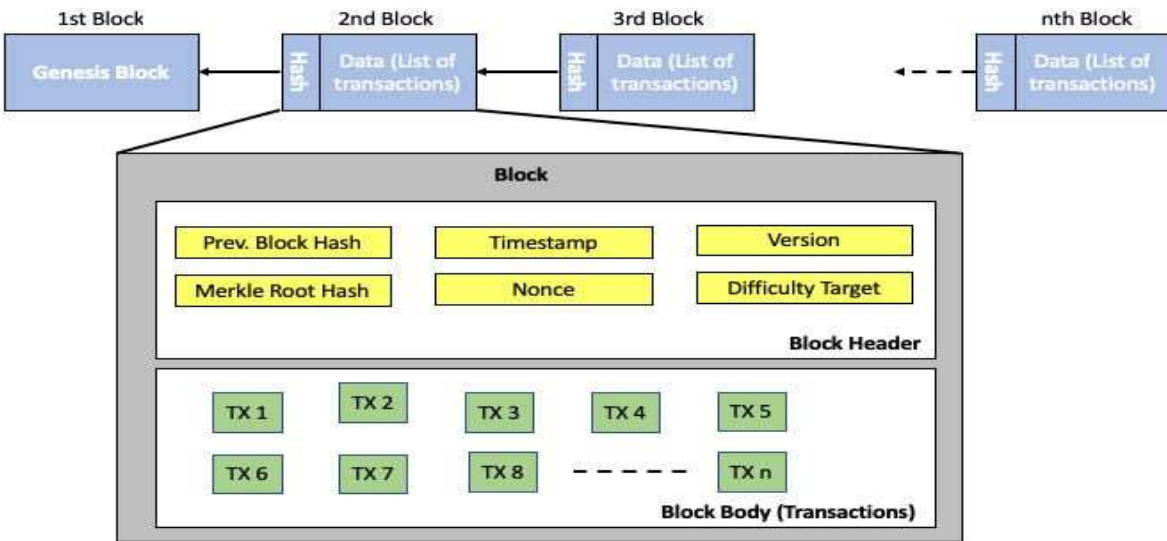 1st Block
2nd Block
3rd Block
nth Block
Genesis Block
Hash
Data (List of
transactions)
Hash
Data (List of
transactions)
Hash
Data (List of
transactions)
Block
Prev. Block Hash
Timestamp
Version
Merkle Root Hash
Nonce
Difficulty Target
Block Header
TX 1
TX 2
TX 3
TX 4
TX 5
TX 6
TX 7
TX 8
TX n
Block Body (Transactions)